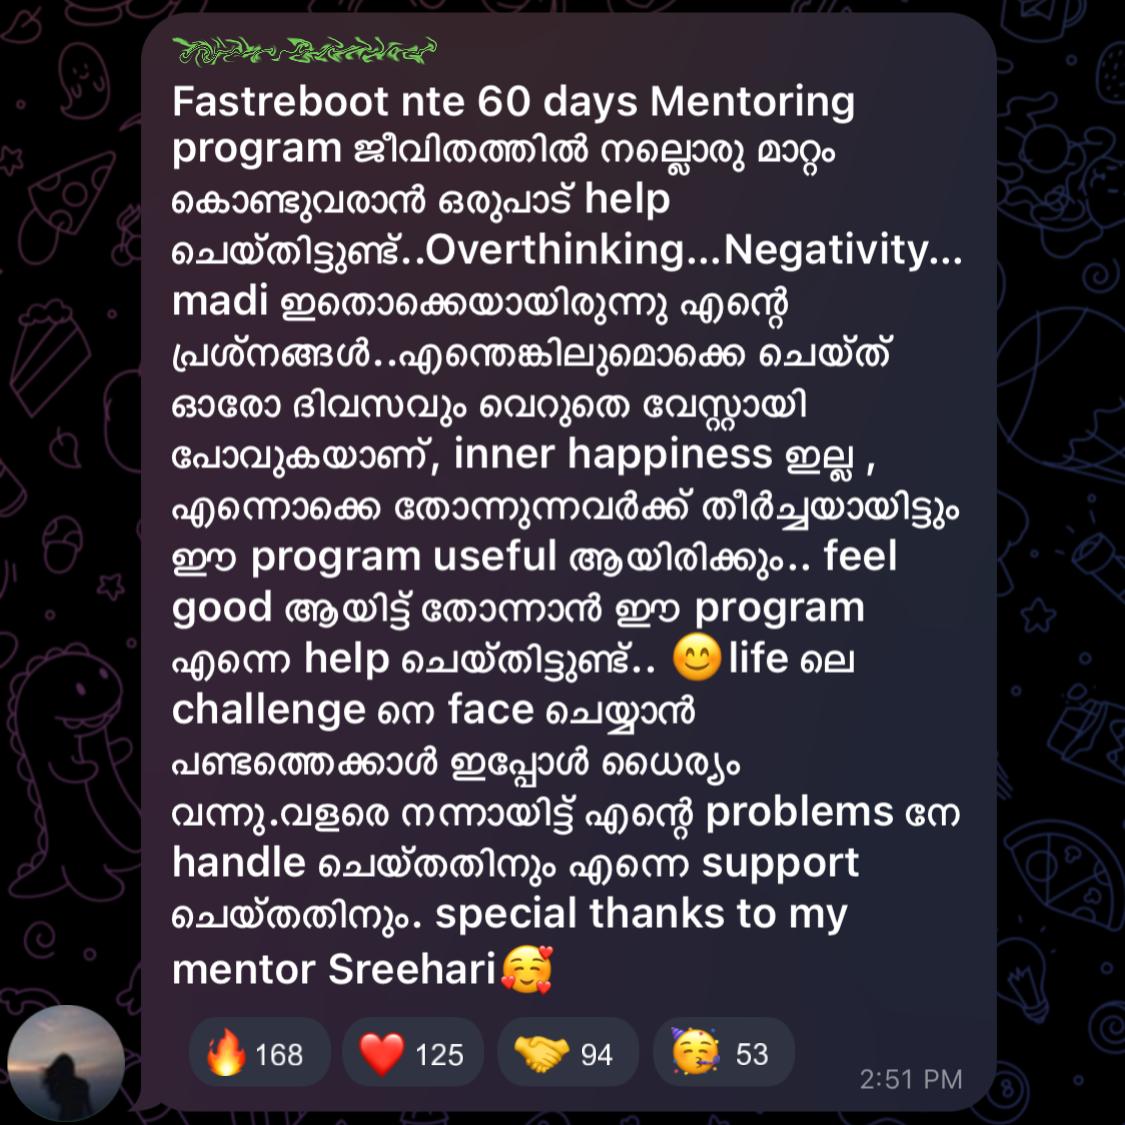 Fastreboot nte 60 days Mentoring
program ജീവിതത്തിൽ നല്ലൊരു മാറ്റം
കൊണ്ടുവരാൻ ഒരുപാട് help
ചെയ്തിട്ടുണ്ട്..Overthinking...Negativity...
madi ഇതൊക്കെയായിരുന്നു എന്റെ
പ്രശ്നങ്ങൾ..എന്തെങ്കിലുമൊക്കെ ചെയ്ത്
ഓരോ ദിവസവും വെറുതെ വേസ്റ്റായി
പോവുകയാണ്, inner happiness ഇല്ല ,
എന്നൊക്കെ തോന്നുന്നവർക്ക് തീർച്ചയായിട്ടും
ഈ program useful ആയിരിക്കും.. feel
good ആയിട്ട് തോന്നാൻ ഈ program
എന്നെ help ചെയ്തിട്ടുണ്ട്.. 😊life ലെ
challenge നെ face ചെയ്യാൻ
പണ്ടത്തെക്കാൾ ഇപ്പോൾ ധൈര്യം
വന്നു.വളരെ നന്നായിട്ട് എന്റെ problems നേ
handle ചെയ്തതിനും എന്നെ support
ചെയ്തതിനും. special thanks to my
mentor Sreehari🥰
🔥 168 ❤️ 125 🤝 94 🥳 53
2:51 PM